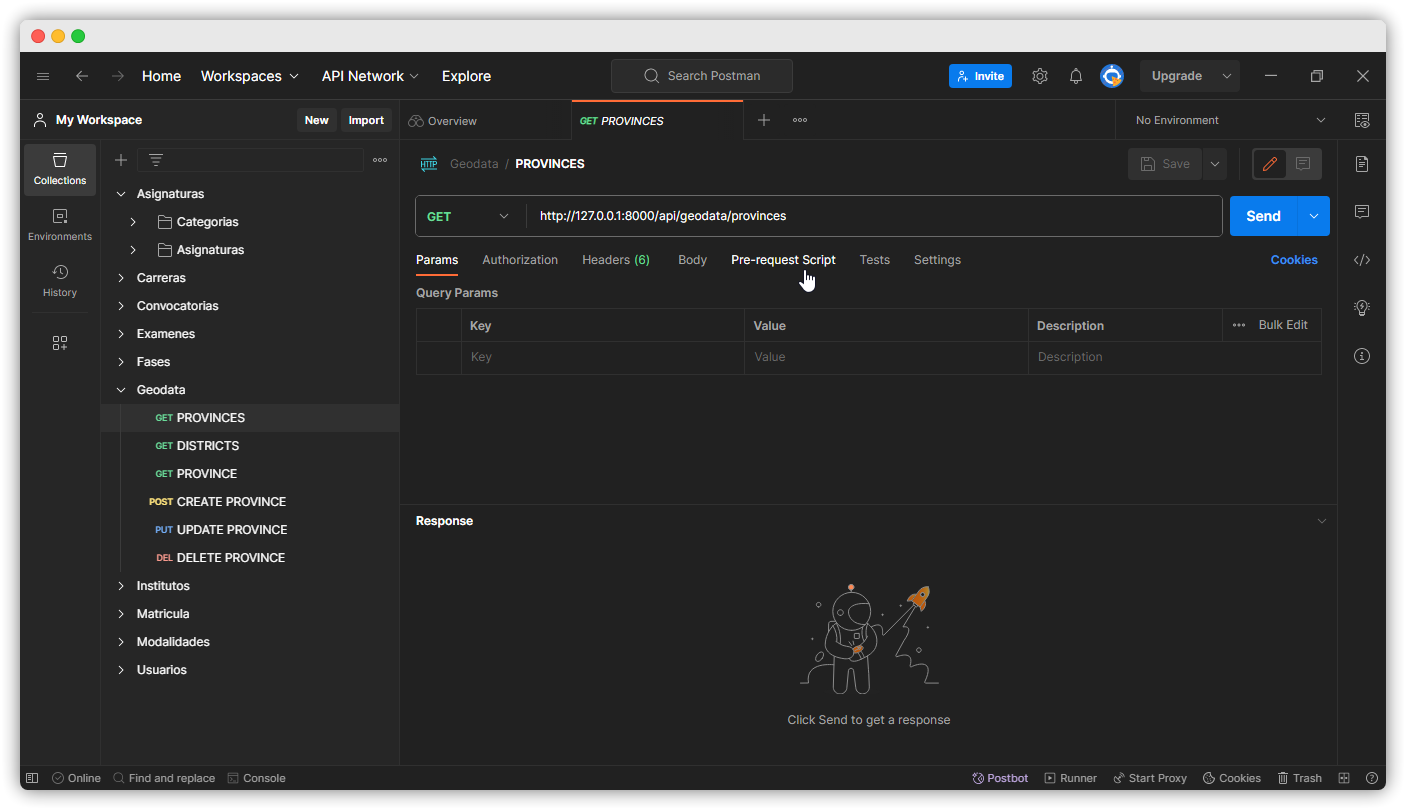 Home Workspaces API Network Explore Search Postman Invite Upgrade
My Workspace New Import Overview GET PROVINCES No Environment
Collections
Environments
History
Asignaturas
Categorias
Asignaturas
Carreras
Convocatorias
Examenes
Fases
Geodata
GET PROVINCES
GET DISTRICTS
GET PROVINCE
POST CREATE PROVINCE
PUT UPDATE PROVINCE
DEL DELETE PROVINCE
Institutos
Matricula
Modalidades
Usuarios
HTTP Geodata / PROVINCES Save
GET http://127.0.0.1:8000/api/geodata/provinces Send
Params Authorization Headers (6) Body Pre-request Script Tests Settings Cookies
Query Params
Key Value Description Bulk Edit
Key Value Description
Response
Click Send to get a response
Online Find and replace Console Postbot Runner Start Proxy Cookies Trash